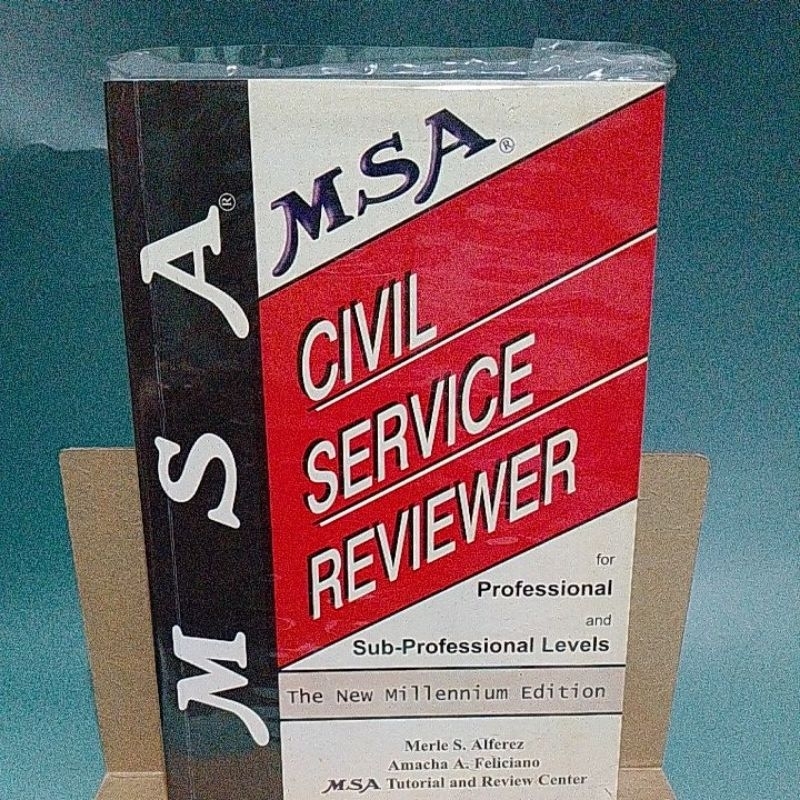 MSA®
MSA®
CIVIL
SERVICE
REVIEWER
for
Professional
and
Sub-Professional Levels
The New Millennium Edition
Merle S. Alferez
Amacha A. Feliciano
MSA Tutorial and Review Center